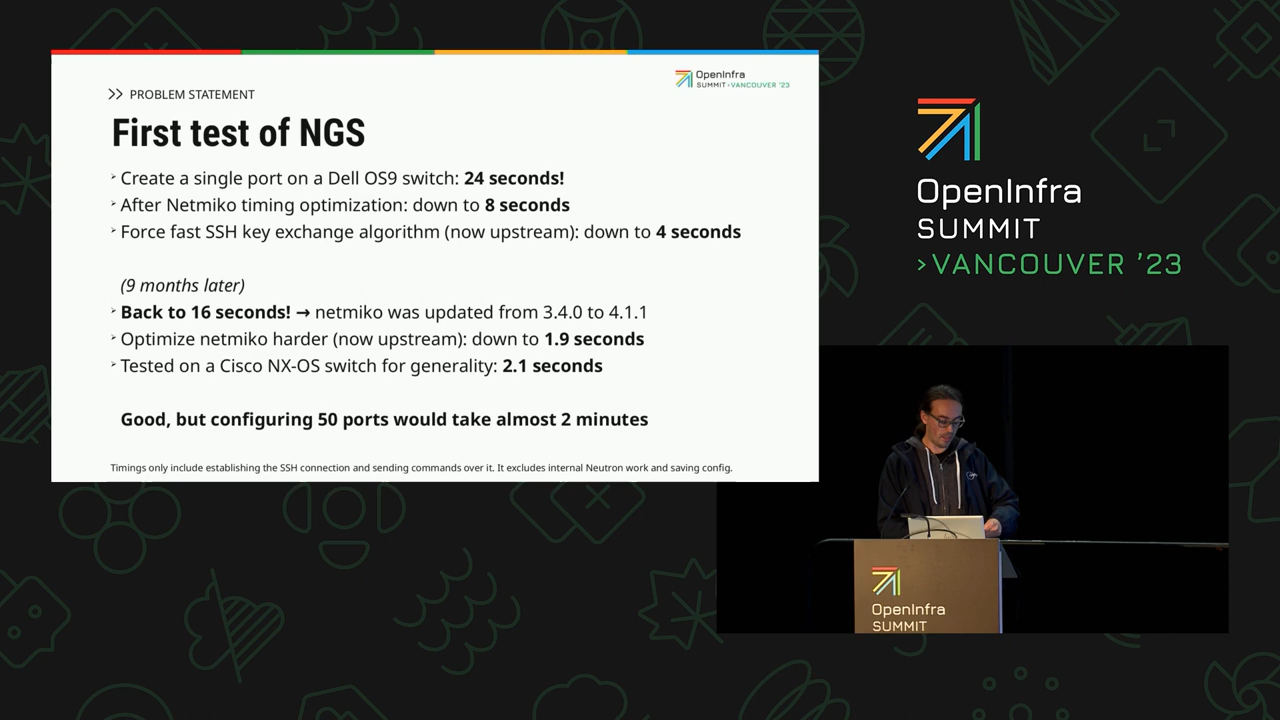 OpenInfra
SUMMIT ›VANCOUVER '23
PROBLEM STATEMENT
First test of NGS
Create a single port on a Dell OS9 switch: 24 seconds!
After Netmiko timing optimization: down to 8 seconds
Force fast SSH key exchange algorithm (now upstream): down to 4 seconds
(9 months later)
Back to 16 seconds! → netmiko was updated from 3.4.0 to 4.1.1
Optimize netmiko harder (now upstream): down to 1.9 seconds
Tested on a Cisco NX-OS switch for generality: 2.1 seconds
Good, but configuring 50 ports would take almost 2 minutes
Timings only include establishing the SSH connection and sending commands over it. It excludes internal Neutron work and saving config.
OpenInfra
SUMMIT
›VANCOUVER ’23
OpenInfra
SUMMIT